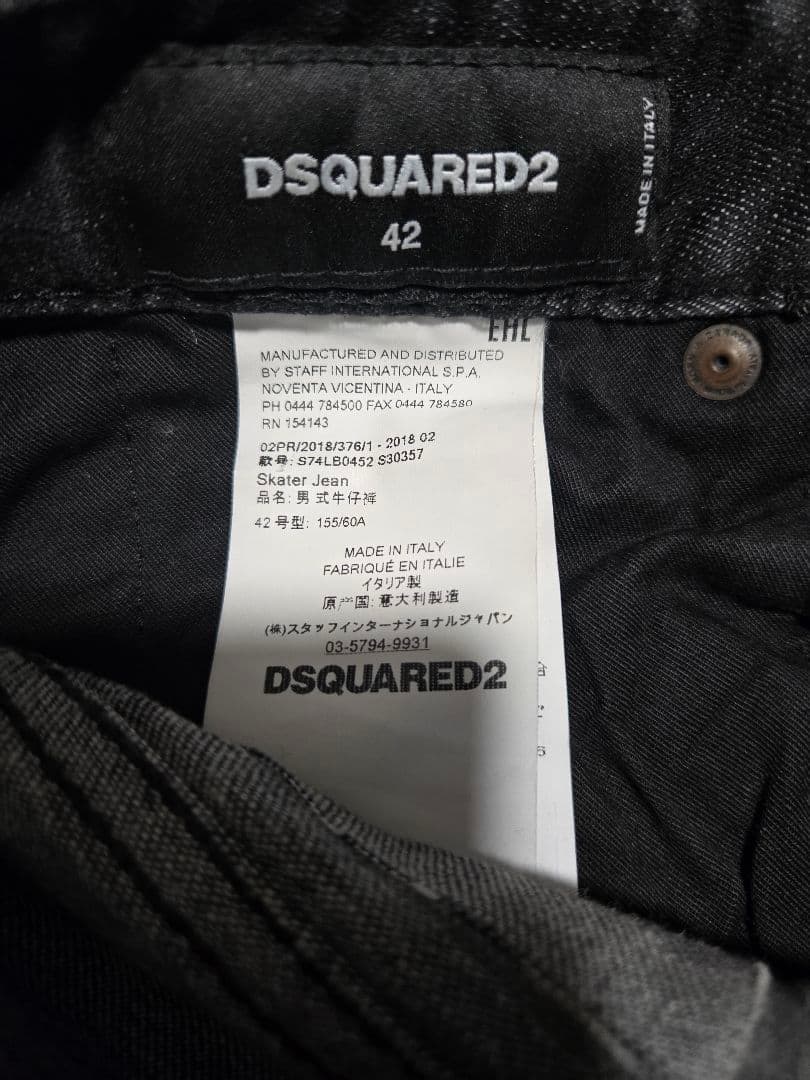 DSQUARED2
42
MADE IN ITALY
EAC
MANUFACTURED AND DISTRIBUTED
BY STAFF INTERNATIONAL S.P.A.
NOVENTA VICENTINA - ITALY
PH 0444 784500 FAX 0444 784580
RN 154143
02PR/2018/376/1 - 2018 02
款号: S74LB0452 S30357
Skater Jean
品名: 男式牛仔裤
42 号型: 155/60A
MADE IN ITALY
FABRIQUÉ EN ITALIE
イタリア製
原产国: 意大利製造
(株)スタッフインターナショナルジャパン
03-5794-9931
DSQUARED2